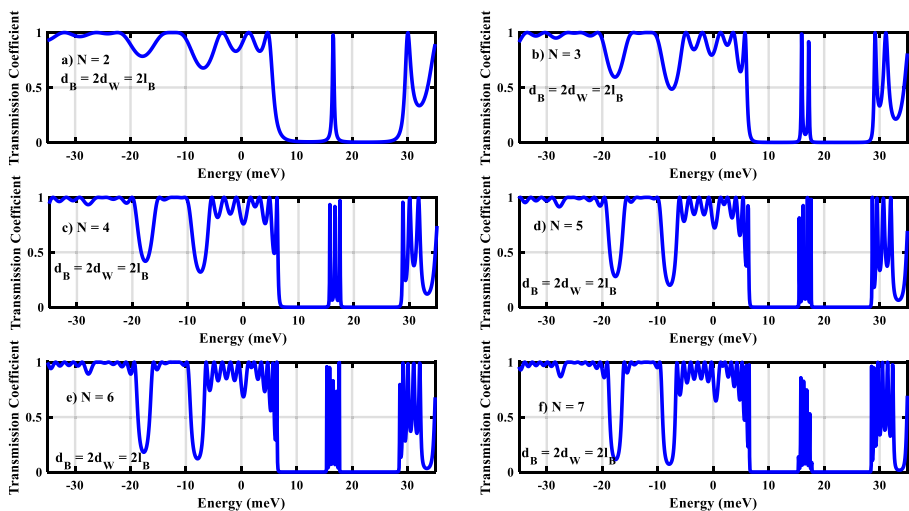 Transmission Coefficient
1
0.5
0
a) N = 2
d_B = 2d_W = 2l_B
-30 -20 -10 0 10 20 30
Energy (meV)
Transmission Coefficient
1
0.5
0
b) N = 3
d_B = 2d_W = 2l_B
-30 -20 -10 0 10 20 30
Energy (meV)
Transmission Coefficient
1
0.5
0
c) N = 4
d_B = 2d_W = 2l_B
-30 -20 -10 0 10 20 30
Energy (meV)
Transmission Coefficient
1
0.5
0
d) N = 5
d_B = 2d_W = 2l_B
-30 -20 -10 0 10 20 30
Energy (meV)
Transmission Coefficient
1
0.5
0
e) N = 6
d_B = 2d_W = 2l_B
-30 -20 -10 0 10 20 30
Energy (meV)
Transmission Coefficient
1
0.5
0
f) N = 7
d_B = 2d_W = 2l_B
-30 -20 -10 0 10 20 30
Energy (meV)